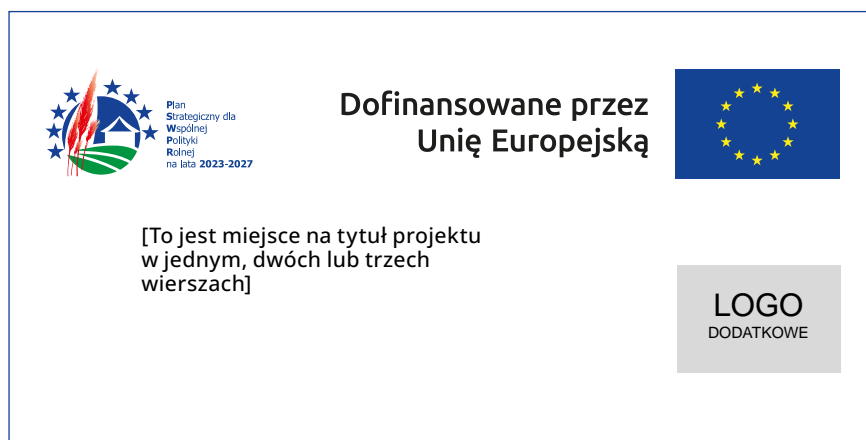 Plan
Strategiczny dla
Wspólnej
Polityki
Rolnej
na lata 2023-2027
Dofinansowane przez
Unię Europejską
[To jest miejsce na tytuł projektu
w jednym, dwóch lub trzech
wierszach]
LOGO
DODATKOWE